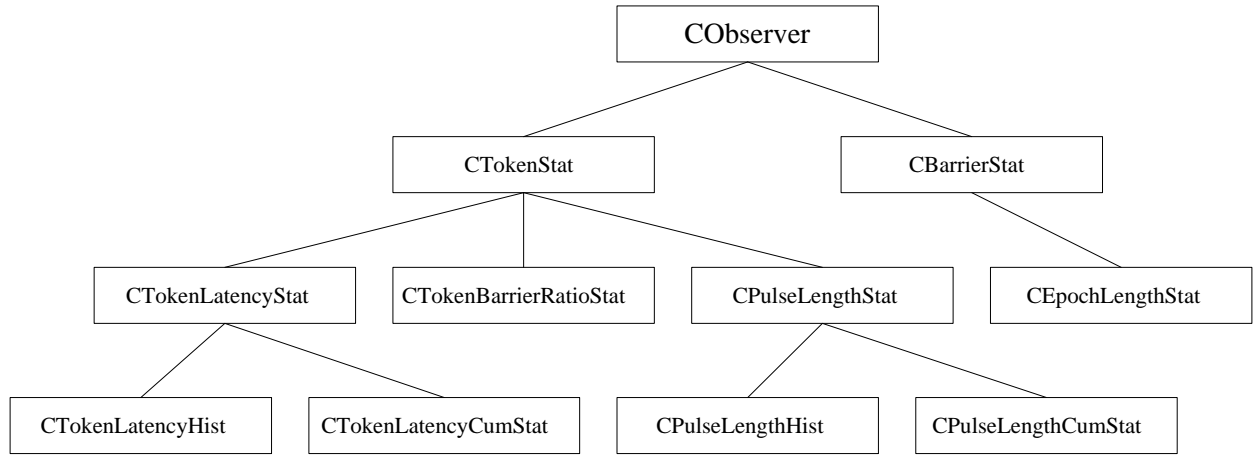 CObserver
CTokenStat
CBarrierStat
CTokenLatencyStat
CTokenBarrierRatioStat
CPulseLengthStat
CEpochLengthStat
CTokenLatencyHist
CTokenLatencyCumStat
CPulseLengthHist
CPulseLengthCumStat